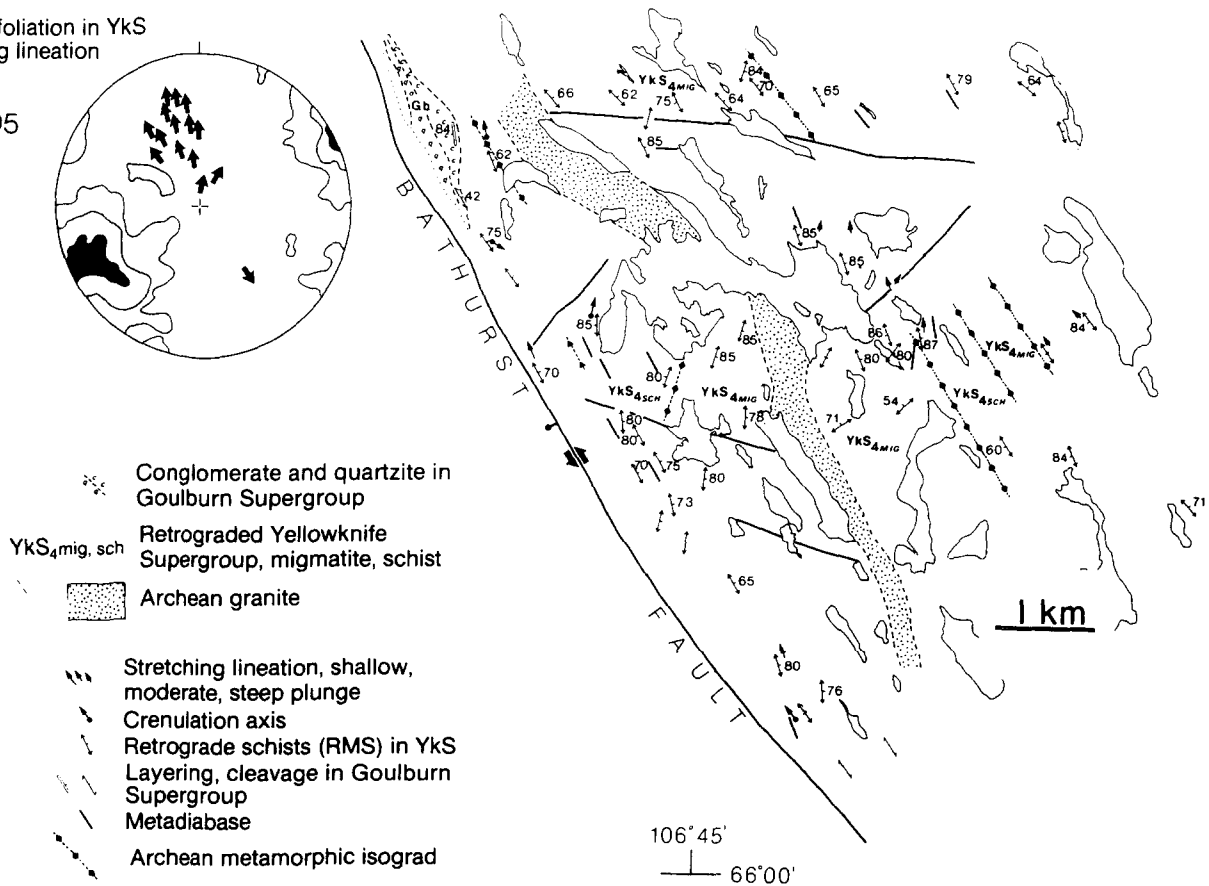 foliation in YkS
g lineation
95
Conglomerate and quartzite in
Goulburn Supergroup
YkS4mig, sch Retrograded Yellowknife
Supergroup, migmatite, schist
Archean granite
Stretching lineation, shallow,
moderate, steep plunge
Crenulation axis
Retrograde schists (RMS) in YkS
Layering, cleavage in Goulburn
Supergroup
Metadiabase
Archean metamorphic isograd
BATHURST FAULT
Gb
84
42
62
75
66
62
YkS4MIG
75
64
84
70
65
79
64
85
85
85
85
85
85
80
YkS4SCH
YkS4MIG
78
86
80
80
87
YkS4MIG
84
YkS4SCH
54
71
YkS4MIG
60
84
71
70
80
80
70
75
80
73
65
80
76
1 km
106°45'
66°00'